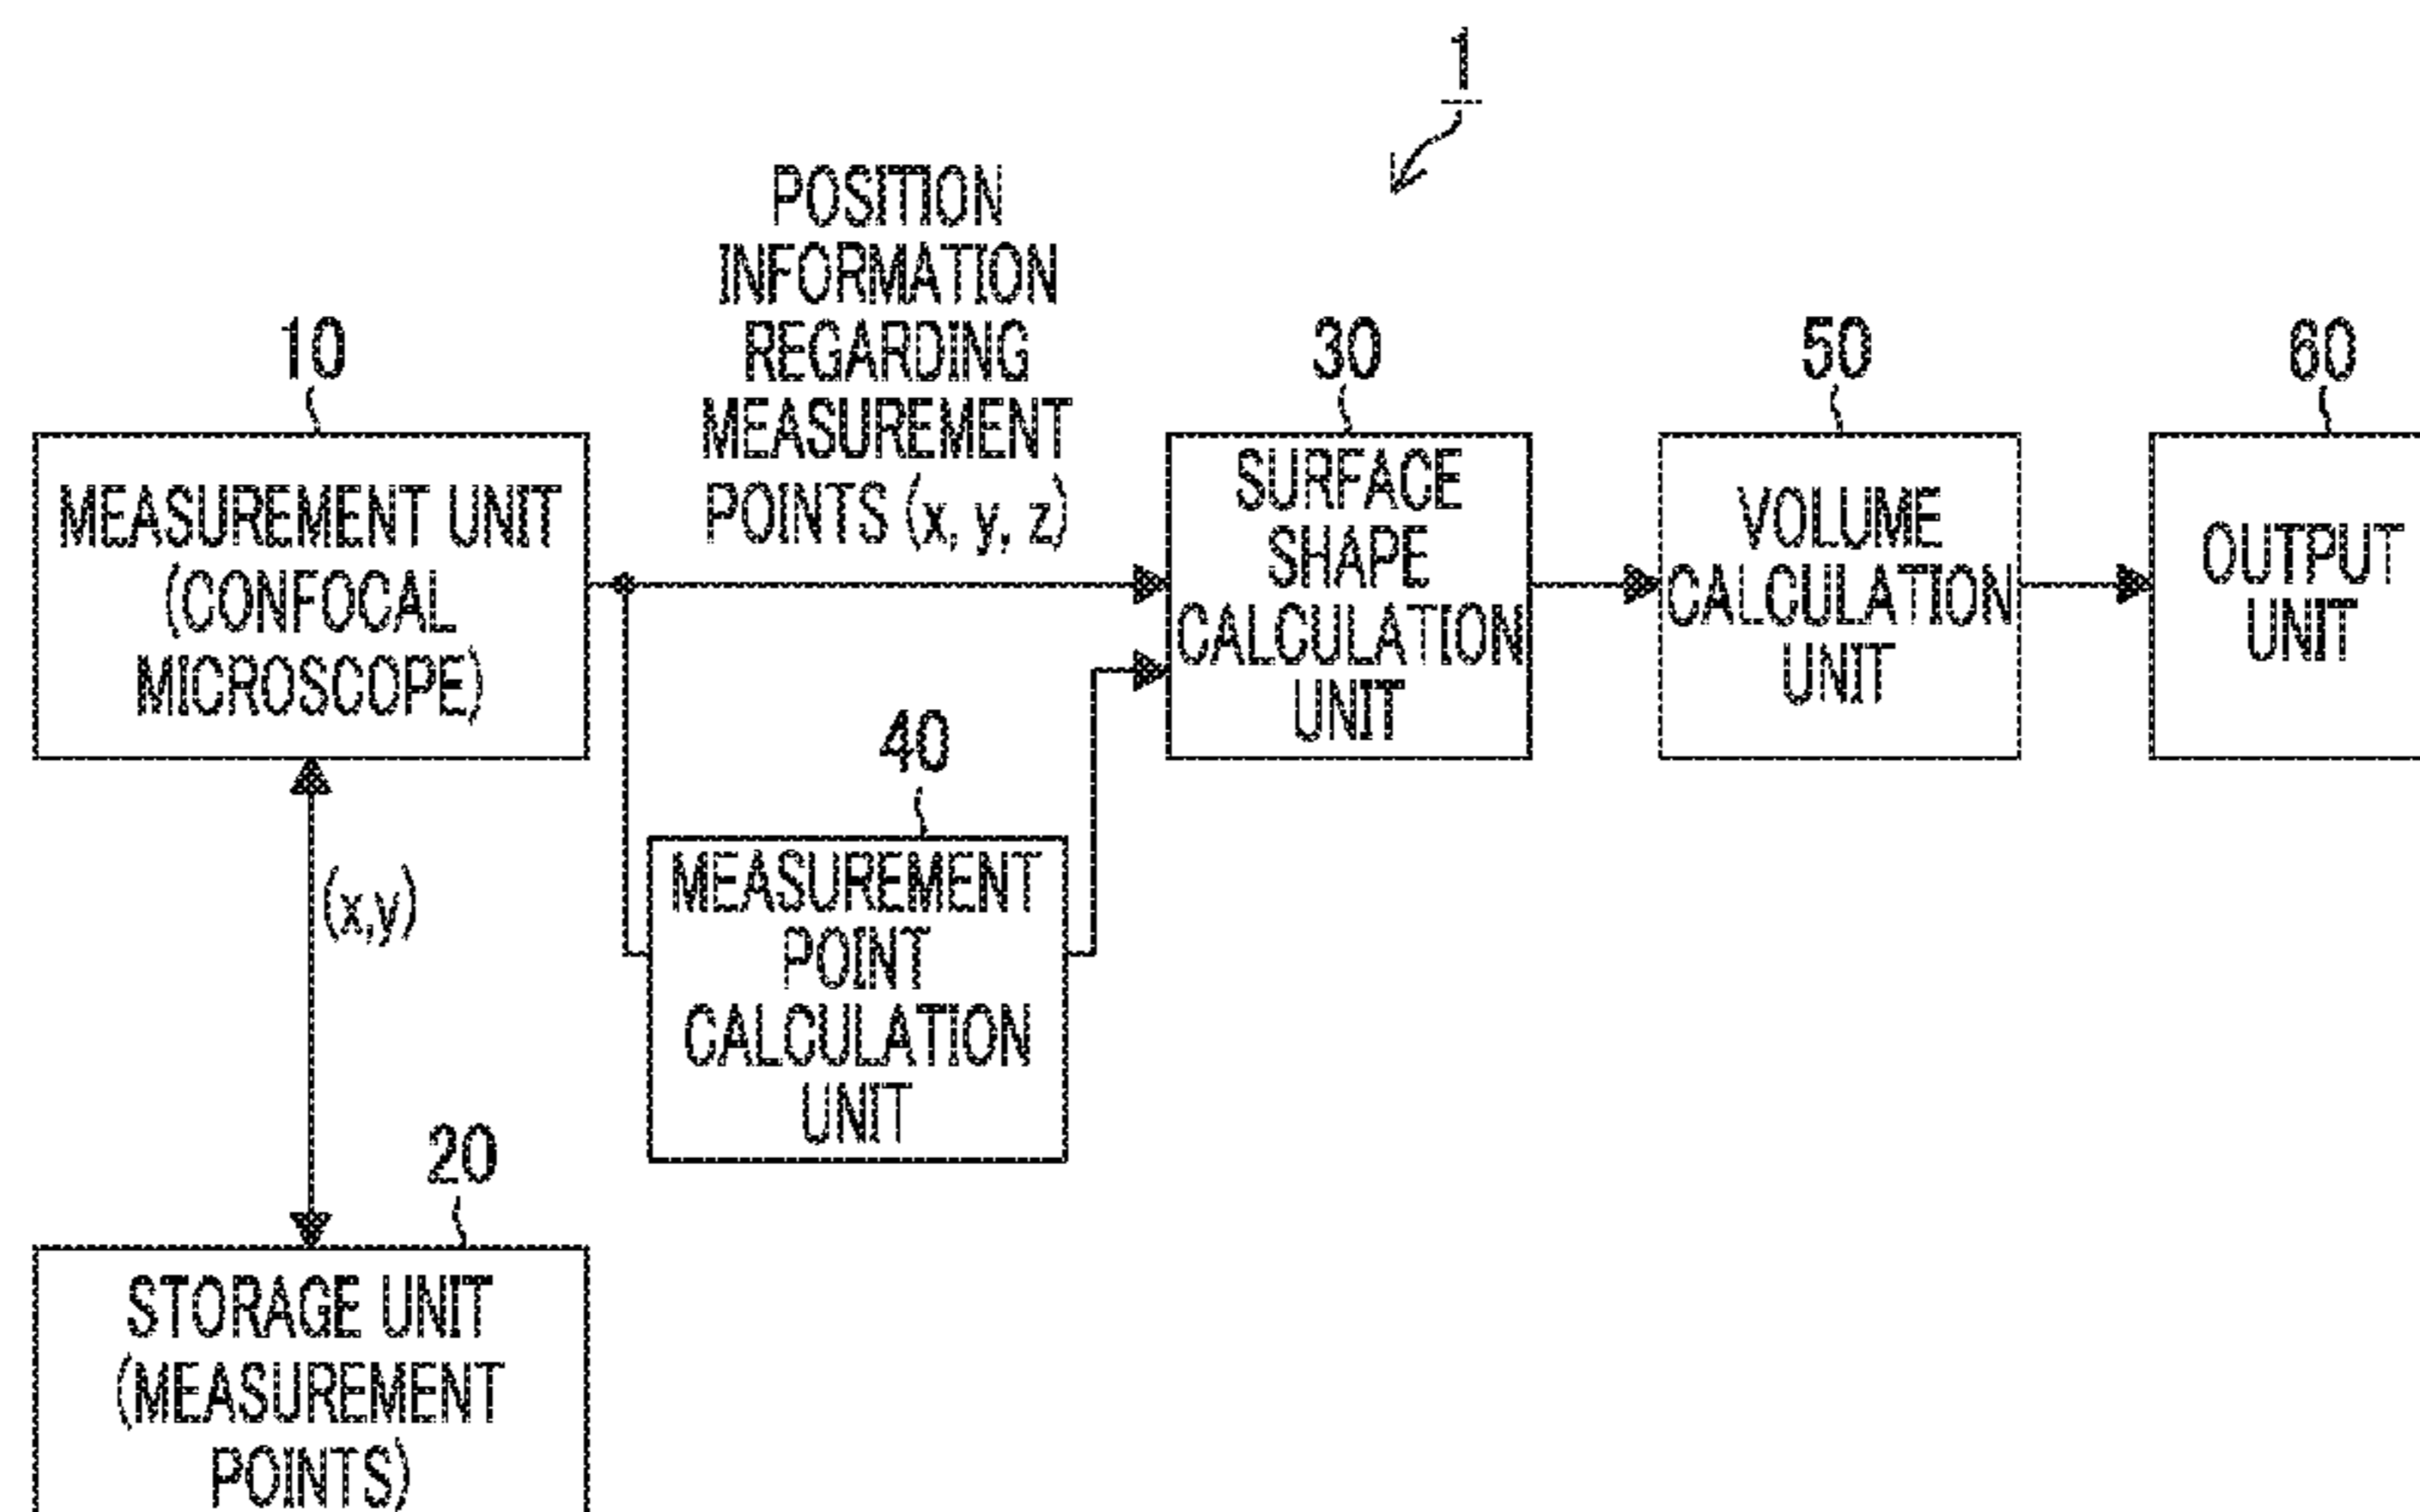 1
POSITION
INFORMATION
REGARDING
MEASUREMENT
POINTS (x, y, z)
10
MEASUREMENT UNIT
(CONFOCAL
MICROSCOPE)
30
SURFACE
SHAPE
CALCULATION
UNIT
50
VOLUME
CALCULATION
UNIT
60
OUTPUT
UNIT
40
MEASUREMENT
POINT
CALCULATION
UNIT
(x,y)
20
STORAGE UNIT
(MEASUREMENT
POINTS)